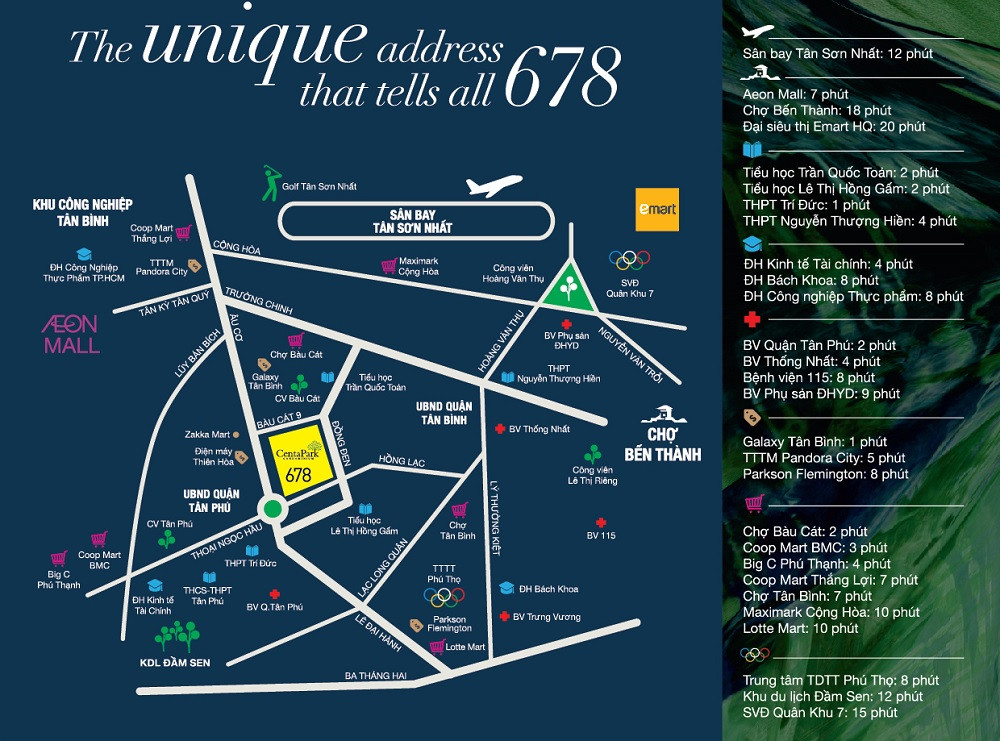 The unique address
that tells all 678
Golf Tân Sơn Nhất
SÂN BAY
TÂN SƠN NHẤT
emart
KHU CÔNG NGHIỆP
TÂN BÌNH
Coop Mart
Thắng Lợi
ĐH Công Nghiệp
Thực Phẩm TP.HCM
TTTM
Pandora City
CỘNG HÒA
Maximark
Cộng Hòa
Công viên
Hoàng Văn Thụ
SVĐ
Quân Khu 7
TÂN KỲ TÂN QUÝ
TRƯỜNG CHINH
AEON
MALL
LŨY BÁN BÍCH
ÂU CƠ
Chợ Bàu Cát
Galaxy
Tân Bình
CV Bàu Cát
Tiểu học
Trần Quốc Toản
HOÀNG VĂN THỤ
BV Phụ sản
ĐHYD
NGUYỄN VĂN TRỖI
THPT
Nguyễn Thượng Hiền
BÀU CÁT 9
ĐỒNG ĐEN
UBND QUẬN
TÂN BÌNH
BV Thống Nhất
CHỢ
BẾN THÀNH
Zakka Mart
Điện máy
Thiên Hòa
CentaPark
678
HỒNG LẠC
Công viên
Lê Thị Riêng
UBND QUẬN
TÂN PHÚ
LÝ THƯỜNG KIỆT
CV Tân Phú
THOẠI NGỌC HẦU
Tiểu học
Lê Thị Hồng Gấm
Chợ
Tân Bình
BV 115
Coop Mart
BMC
Big C
Phú Thạnh
THPT Trí Đức
LẠC LONG QUÂN
TTTT
Phú Thọ
ĐH Kinh tế
Tài Chính
THCS-THPT
Tân Phú
BV Q.Tân Phú
ĐH Bách Khoa
BV Trưng Vương
Parkson
Flemington
LÊ ĐẠI HÀNH
Lotte Mart
KDL ĐẦM SEN
BA THÁNG HAI
Sân bay Tân Sơn Nhất: 12 phút
Aeon Mall: 7 phút
Chợ Bến Thành: 18 phút
Đại siêu thị Emart HQ: 20 phút
Tiểu học Trần Quốc Toản: 2 phút
Tiểu học Lê Thị Hồng Gấm: 2 phút
THPT Trí Đức: 1 phút
THPT Nguyễn Thượng Hiền: 4 phút
ĐH Kinh tế Tài chính: 4 phút
ĐH Bách Khoa: 8 phút
ĐH Công nghiệp Thực phẩm: 8 phút
BV Quận Tân Phú: 2 phút
BV Thống Nhất: 4 phút
Bệnh viện 115: 8 phút
BV Phụ sản ĐHYD: 9 phút
Galaxy Tân Bình: 1 phút
TTTM Pandora City: 5 phút
Parkson Flemington: 8 phút
Chợ Bàu Cát: 2 phút
Coop Mart BMC: 3 phút
Big C Phú Thạnh: 4 phút
Coop Mart Thắng Lợi: 7 phút
Chợ Tân Bình: 7 phút
Maximark Cộng Hòa: 10 phút
Lotte Mart: 10 phút
Trung tâm TDTT Phú Thọ: 8 phút
Khu du lịch Đầm Sen: 12 phút
SVĐ Quân Khu 7: 15 phút